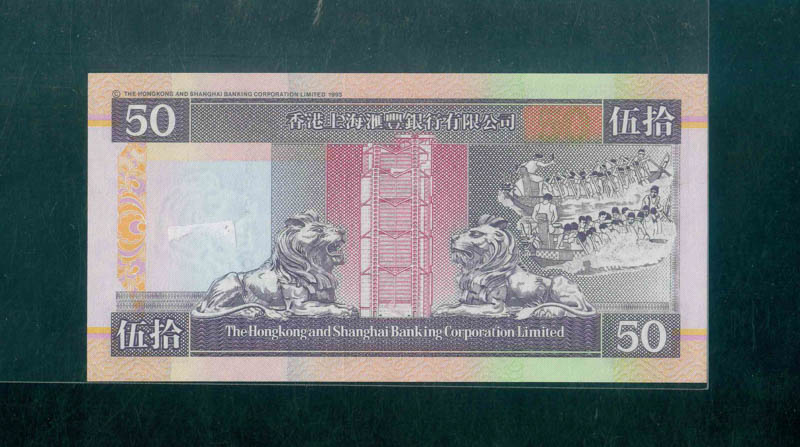 © THE HONGKONG AND SHANGHAI BANKING CORPORATION LIMITED 1995
50 香港上海滙豐銀行有限公司 伍拾
伍拾 The Hongkong and Shanghai Banking Corporation Limited 50